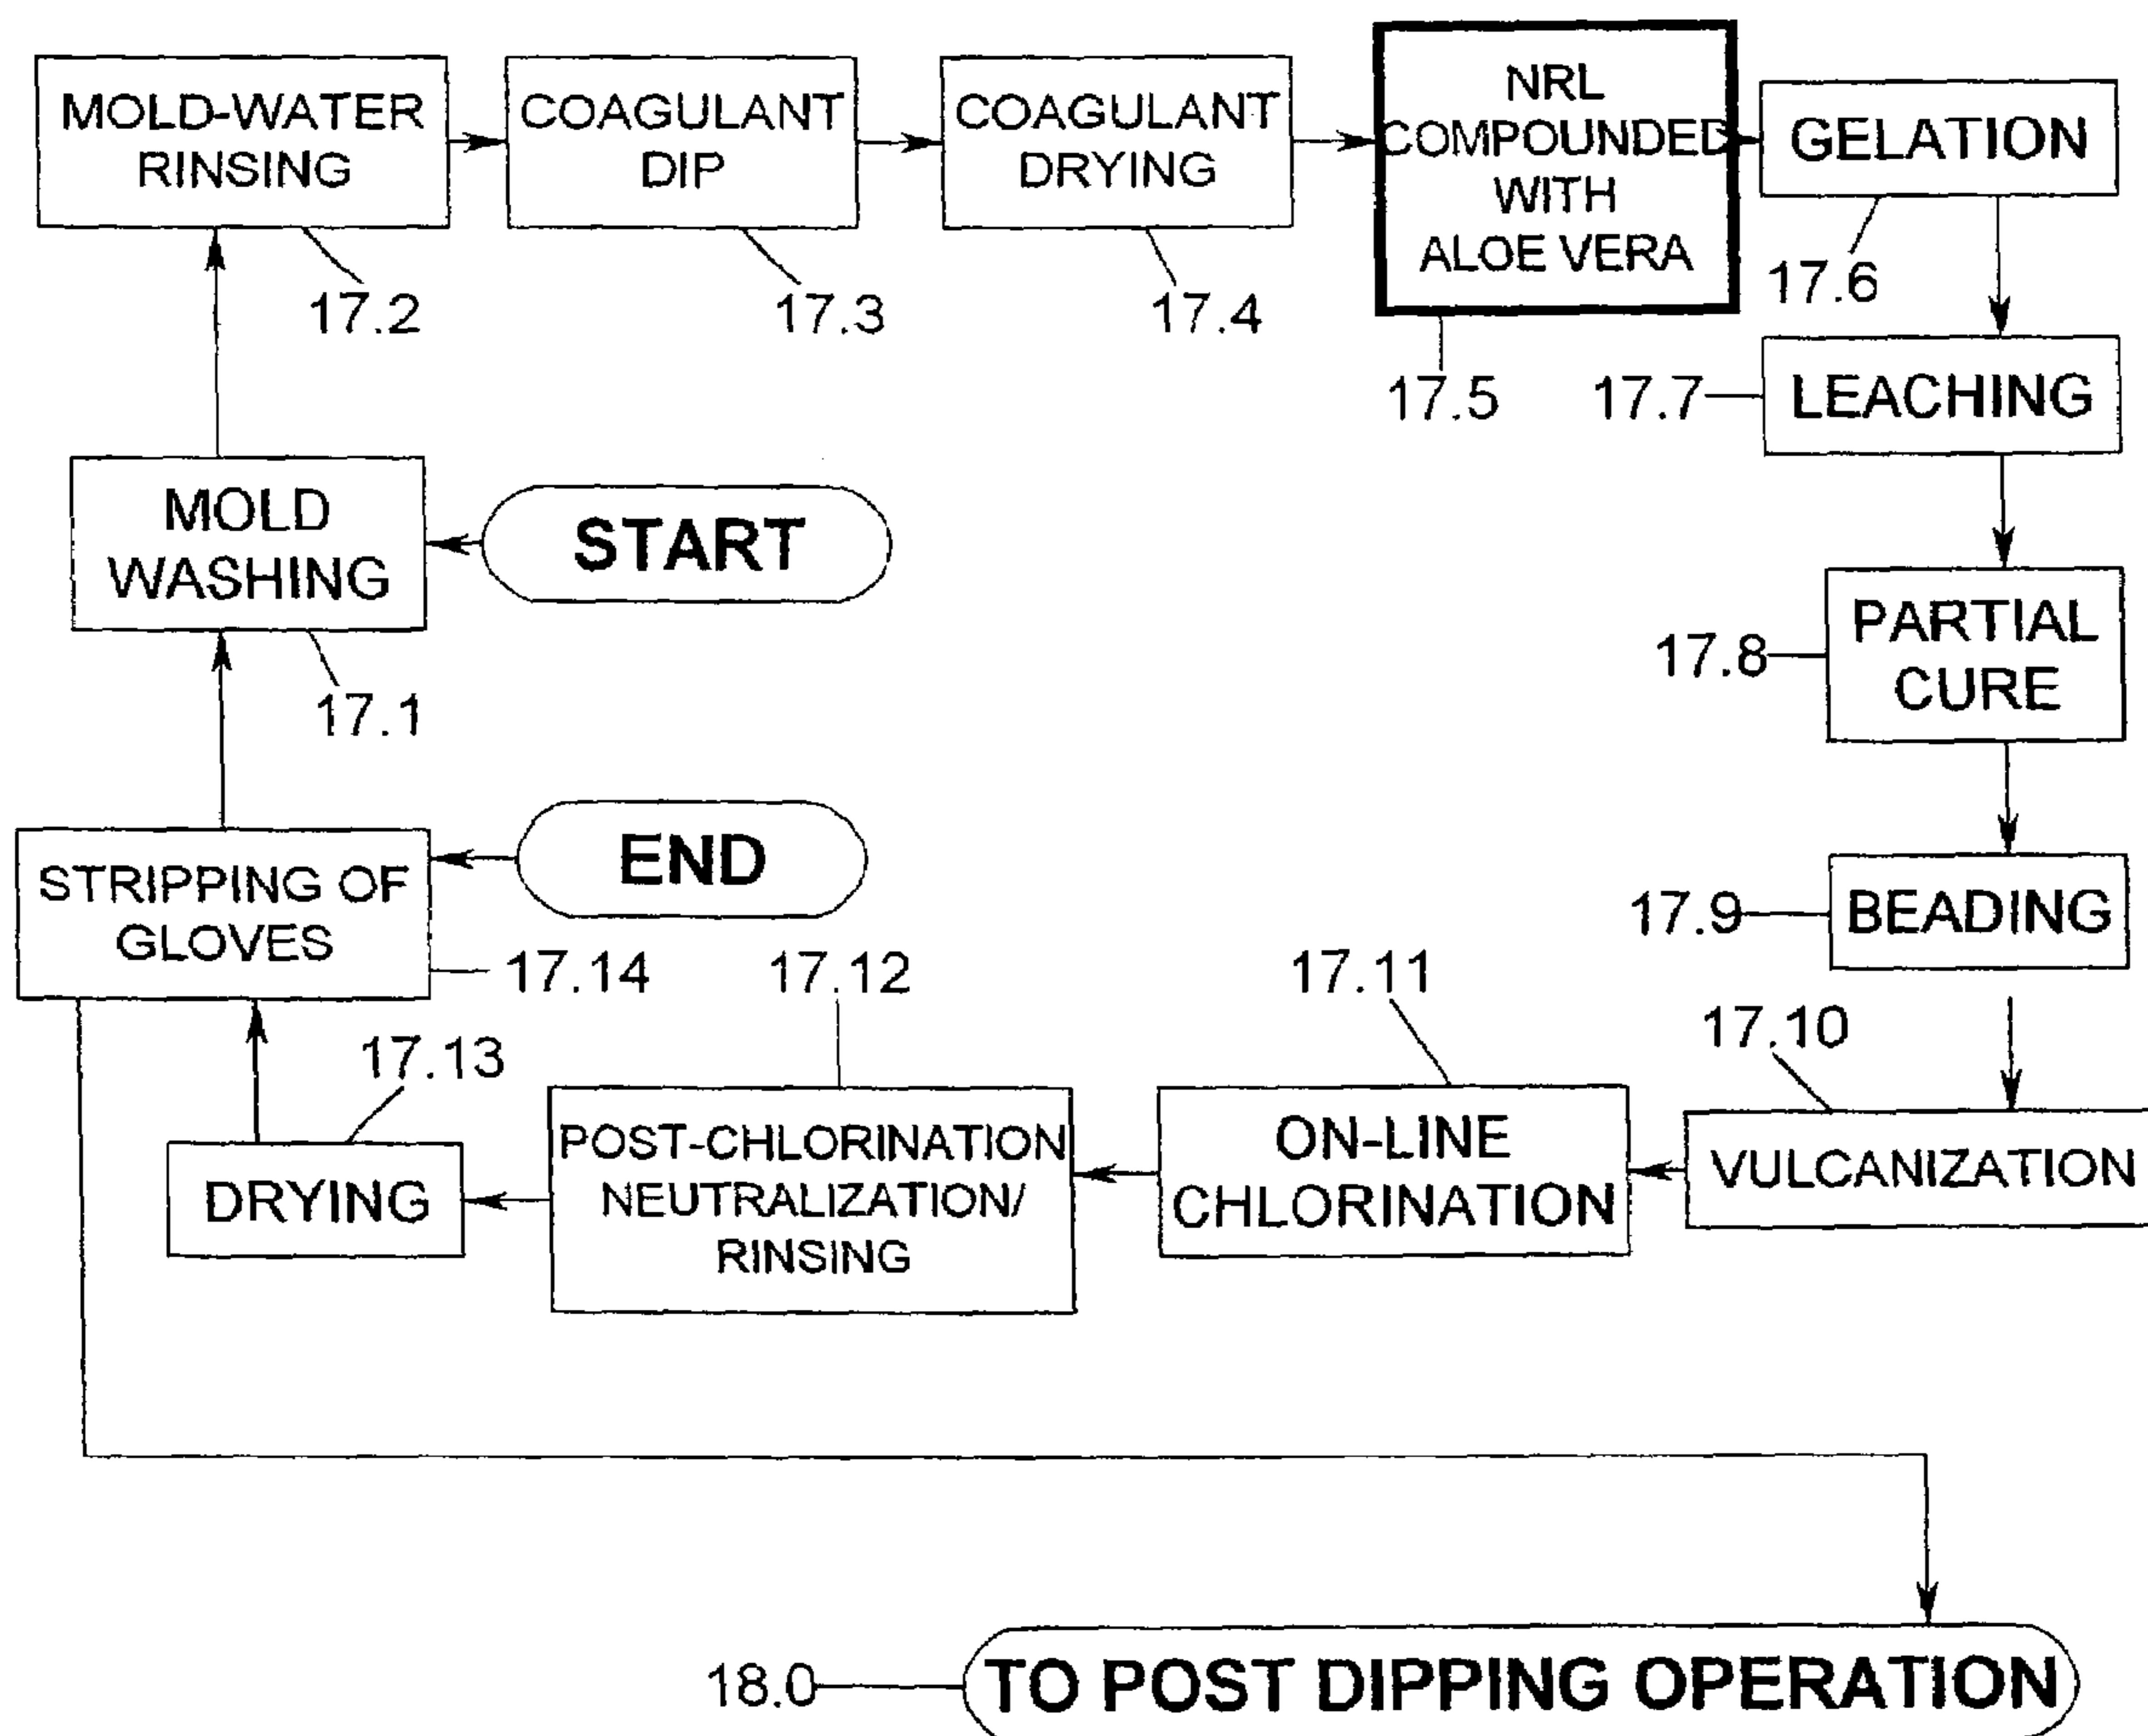 MOLD-WATER
RINSING
17.2
COAGULANT
DIP
17.3
COAGULANT
DRYING
17.4
NRL
COMPOUNDED
WITH
ALOE VERA
17.5
GELATION
17.6
17.7
LEACHING
MOLD
WASHING
17.1
START
17.8
PARTIAL
CURE
STRIPPING OF
GLOVES
17.14
END
17.9
BEADING
17.10
VULCANIZATION
17.11
ON-LINE
CHLORINATION
17.12
POST-CHLORINATION
NEUTRALIZATION/
RINSING
17.13
DRYING
18.0
TO POST DIPPING OPERATION